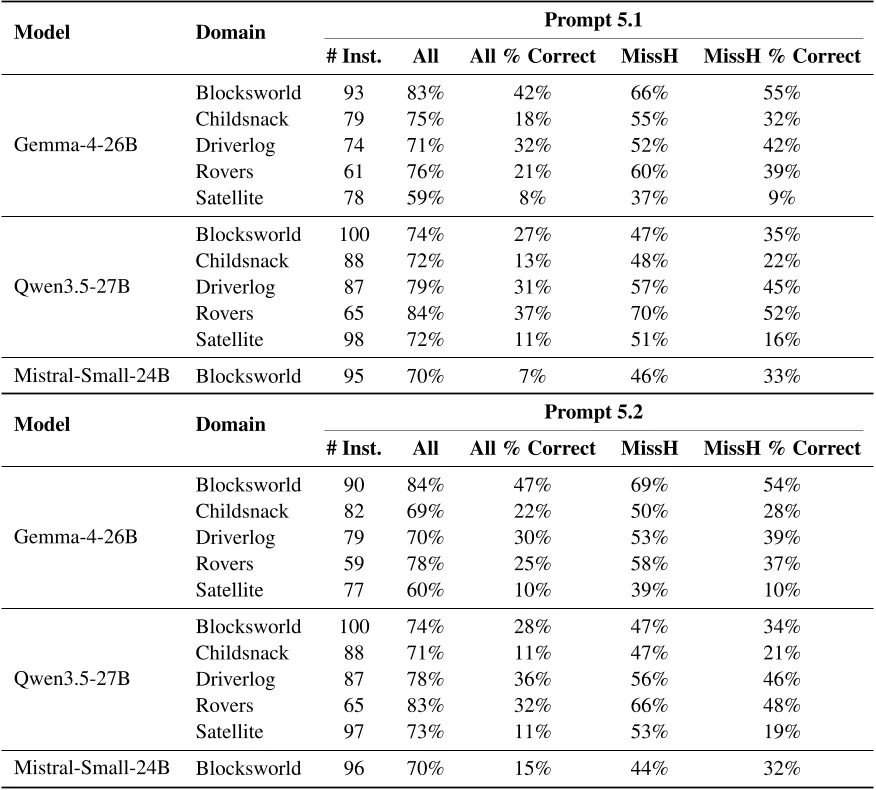 Model Domain Prompt 5.1
# Inst. All All % Correct MissH MissH % Correct
Blocksworld 93 83% 42% 66% 55%
Childsnack 79 75% 18% 55% 32%
Gemma-4-26B Driverlog 74 71% 32% 52% 42%
Rovers 61 76% 21% 60% 39%
Satellite 78 59% 8% 37% 9%
Blocksworld 100 74% 27% 47% 35%
Childsnack 88 72% 13% 48% 22%
Qwen3.5-27B Driverlog 87 79% 31% 57% 45%
Rovers 65 84% 37% 70% 52%
Satellite 98 72% 11% 51% 16%
Mistral-Small-24B Blocksworld 95 70% 7% 46% 33%
Model Domain Prompt 5.2
# Inst. All All % Correct MissH MissH % Correct
Blocksworld 90 84% 47% 69% 54%
Childsnack 82 69% 22% 50% 28%
Gemma-4-26B Driverlog 79 70% 30% 53% 39%
Rovers 59 78% 25% 58% 37%
Satellite 77 60% 10% 39% 10%
Blocksworld 100 74% 28% 47% 34%
Childsnack 88 71% 11% 47% 21%
Qwen3.5-27B Driverlog 87 78% 36% 56% 46%
Rovers 65 83% 32% 66% 48%
Satellite 97 73% 11% 53% 19%
Mistral-Small-24B Blocksworld 96 70% 15% 44% 32%